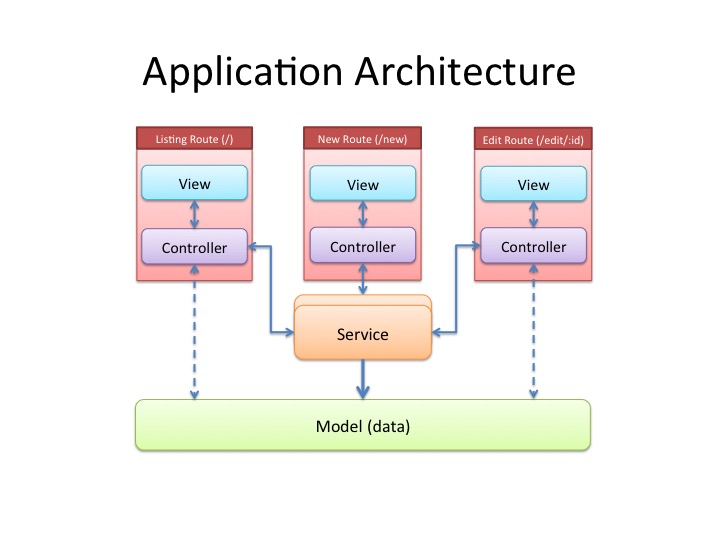 Application Architecture
Listing Route (/)
New Route (/new)
Edit Route (/edit/:id)
View
View
View
Controller
Controller
Controller
Service
Model (data)